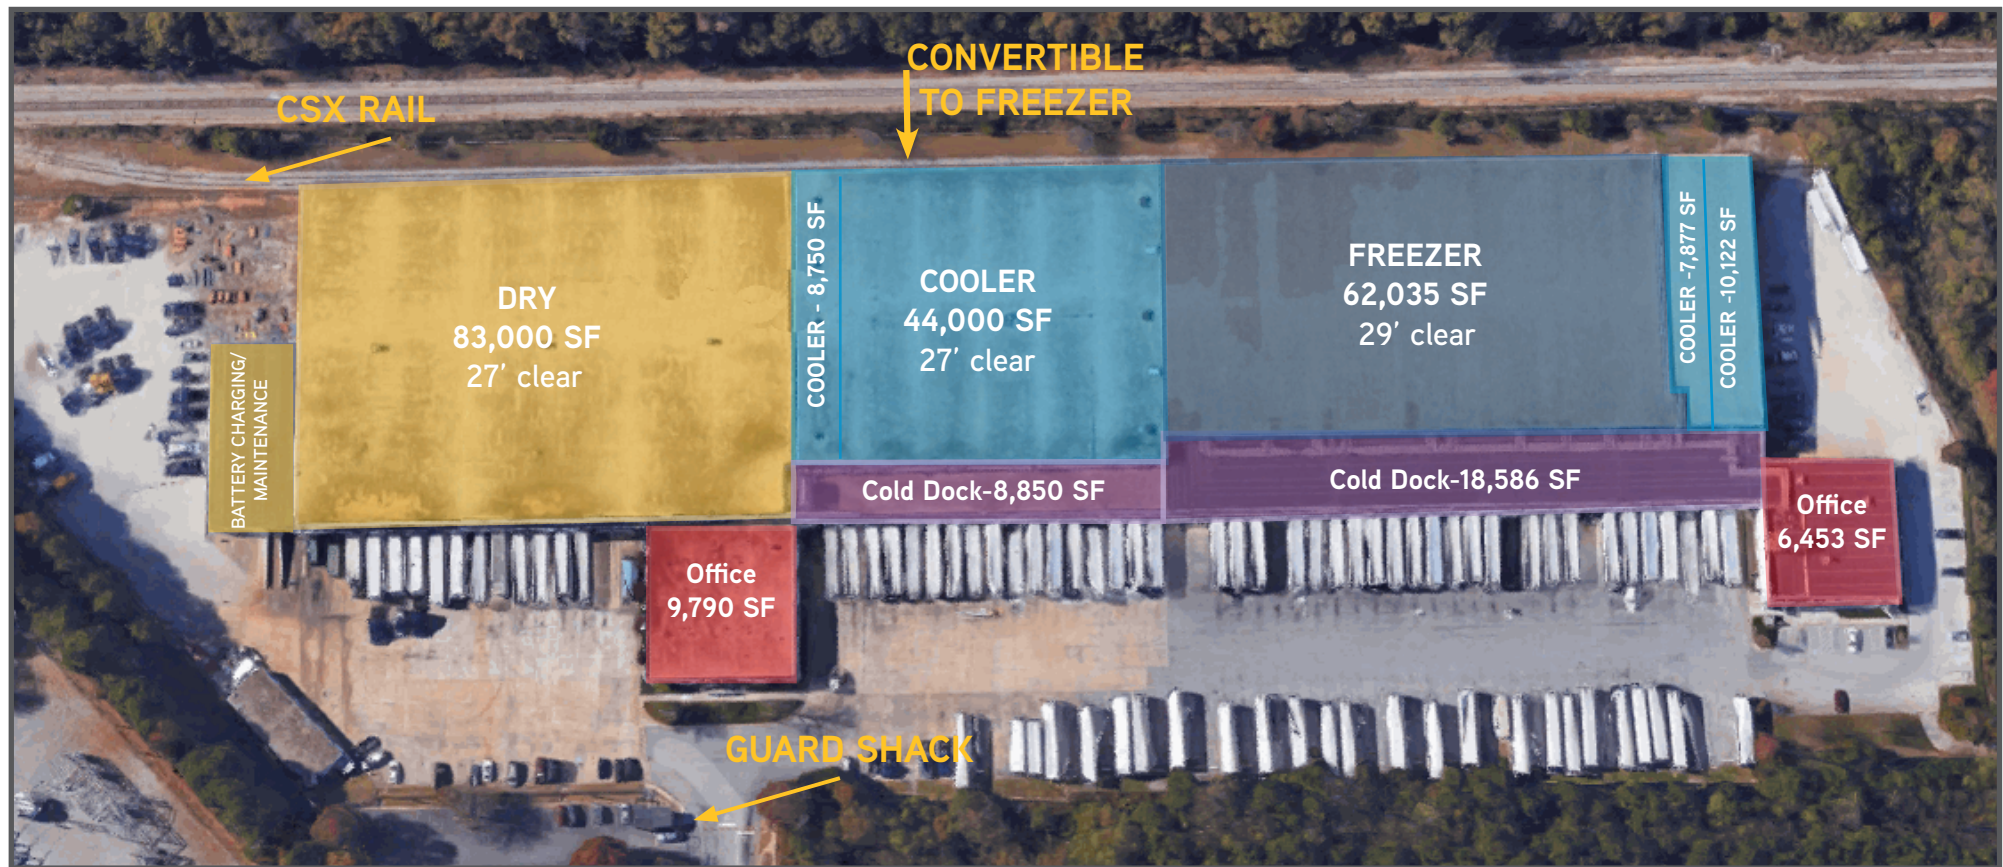 CONVERTIBLE
TO FREEZER
CSX RAIL
DRY
83,000 SF
27’ clear
BATTERY CHARGING/
MAINTENANCE
COOLER - 8,750 SF
COOLER
44,000 SF
27’ clear
FREEZER
62,035 SF
29’ clear
COOLER -7,877 SF
COOLER -10,122 SF
Cold Dock-8,850 SF
Cold Dock-18,586 SF
Office
6,453 SF
Office
9,790 SF
GUARD SHACK